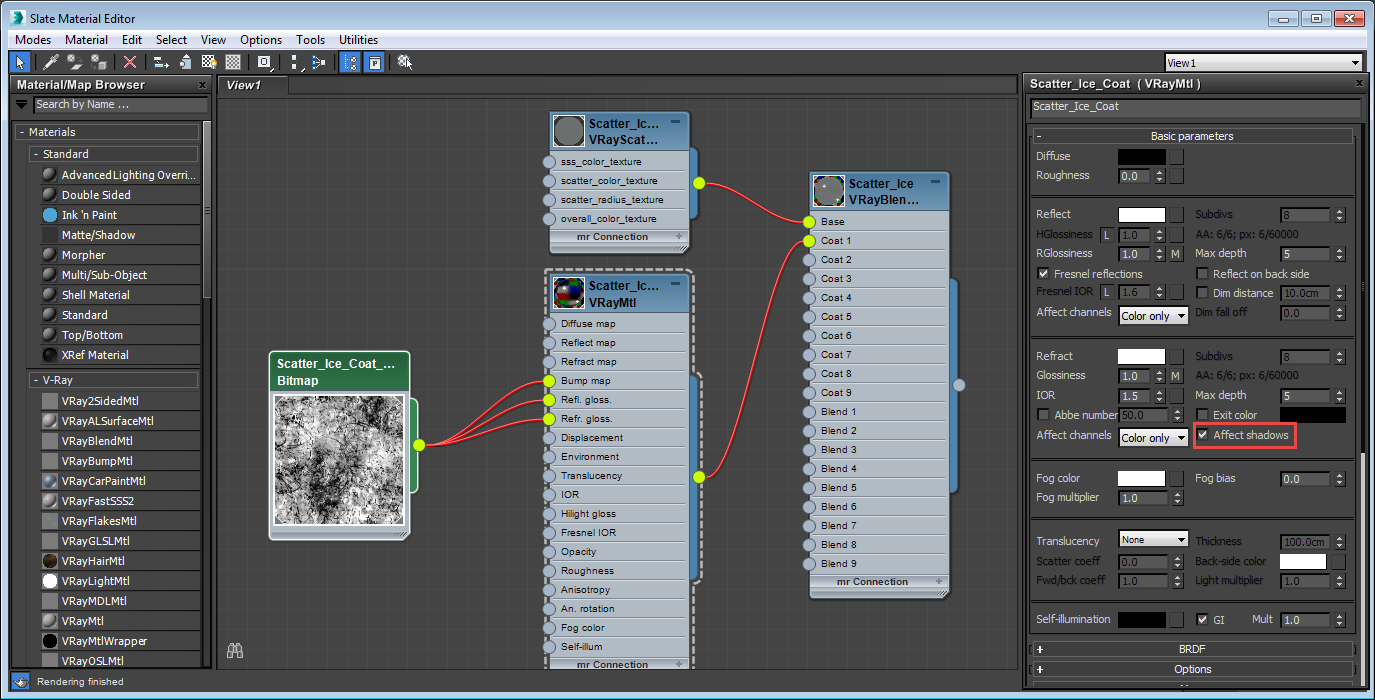 Slate Material Editor
Modes Material Edit Select View Options Tools Utilities
View1
Material/Map Browser x
Search by Name ...
- Materials
- Standard
AdvancedLighting Overri...
Double Sided
Ink 'n Paint
Matte/Shadow
Morpher
Multi/Sub-Object
Shell Material
Standard
Top/Bottom
XRef Material
- V-Ray
VRay2SidedMtl
VRayALSurfaceMtl
VRayBlendMtl
VRayBumpMtl
VRayCarPaintMtl
VRayFastSSS2
VRayFlakesMtl
VRayGLSLMtl
VRayHairMtl
VRayLightMtl
VRayMDLMtl
VRayMtl
VRayMtlWrapper
VRayOSLMtl
Rendering finished
View1
Scatter_Ice_Coat_...
Bitmap
Scatter_Ic...
VRayScat...
sss_color_texture
scatter_color_texture
scatter_radius_texture
overall_color_texture
mr Connection +
Scatter_Ic...
VRayMtl
Diffuse map
Reflect map
Refract map
Bump map
Refl. gloss.
Refr. gloss.
Displacement
Environment
Translucency
IOR
Hilight gloss
Fresnel IOR
Opacity
Roughness
Anisotropy
An. rotation
Fog color
Self-illum
mr Connection +
Scatter_Ice
VRayBlen...
Base
Coat 1
Coat 2
Coat 3
Coat 4
Coat 5
Coat 6
Coat 7
Coat 8
Coat 9
Blend 1
Blend 2
Blend 3
Blend 4
Blend 5
Blend 6
Blend 7
Blend 8
Blend 9
mr Connection +
Scatter_Ice_Coat ( VRayMtl ) x
Scatter_Ice_Coat
- Basic parameters
Diffuse
Roughness 0.0
Reflect Subdivs 8
HGlossiness L 1.0 AA: 6/6; px: 6/60000
RGlossiness 1.0 M Max depth 5
Fresnel reflections Reflect on back side
Fresnel IOR L 1.6 Dim distance 10.0cm
Affect channels Color only Dim fall off 0.0
Refract Subdivs 8
Glossiness 1.0 M AA: 6/6; px: 6/60000
IOR 1.5 Max depth 5
Abbe number 50.0 Exit color
Affect channels Color only Affect shadows
Fog color Fog bias 0.0
Fog multiplier 1.0
Translucency None Thickness 100.0cm
Scatter coeff 0.0 Back-side color
Fwd/bck coeff 1.0 Light multiplier 1.0
Self-illumination GI Mult 1.0
+ BRDF
+ Options